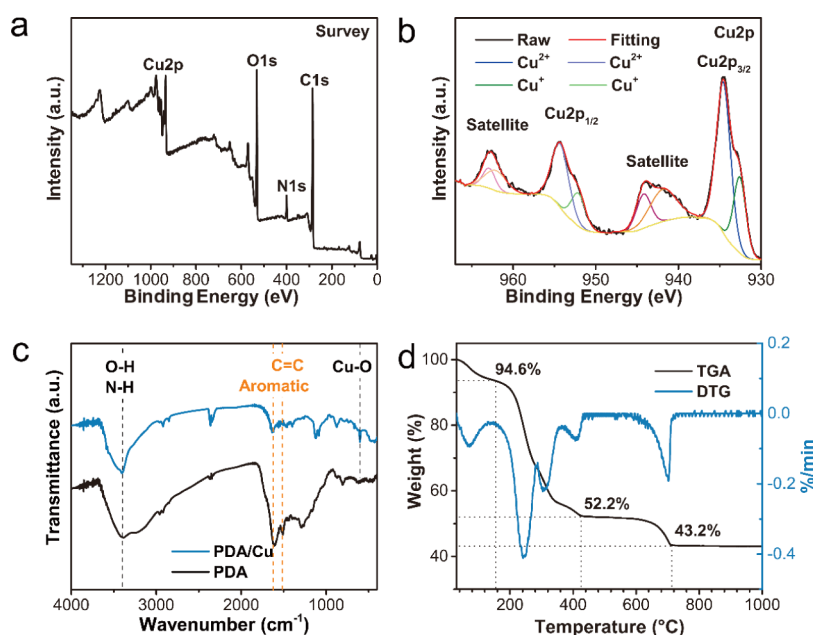 a
Survey
Cu2p
O1s
C1s
N1s
Intensity (a.u.)
1200 1000 800 600 400 200 0
Binding Energy (eV)
b
Cu2p
Raw Fitting
Cu2+ Cu2+
Cu+ Cu+
Cu2p3/2
Satellite
Cu2p1/2
Satellite
Intensity (a.u.)
960 950 940 930
Binding Energy (eV)
c
O-H
N-H
C=C
Aromatic
Cu-O
Transmittance (a.u.)
PDA/Cu
PDA
4000 3000 2000 1000
Wavenumber (cm-1)
d
94.6%
TGA
DTG
52.2%
43.2%
Weight (%)
100
80
60
40
0.2
0.0
-0.2
-0.4
%/min
200 400 600 800 1000
Temperature (°C)